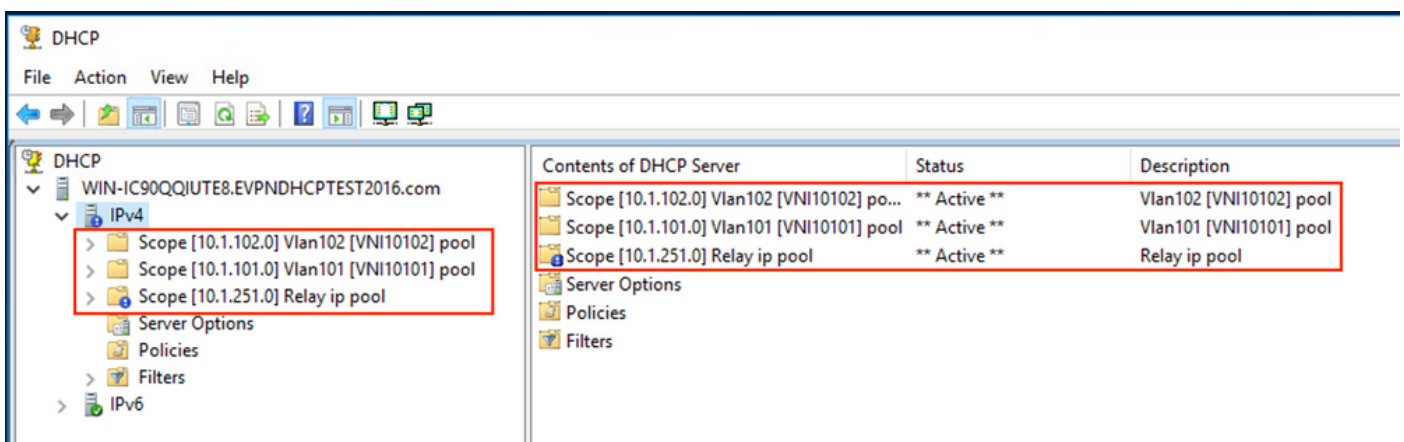 DHCP
File Action View Help
DHCP
WIN-IC90QQIUTE8.EVPNDHCPTEST2016.com
IPv4
Scope [10.1.102.0] Vlan102 [VNI10102] pool
Scope [10.1.101.0] Vlan101 [VNI10101] pool
Scope [10.1.251.0] Relay ip pool
Server Options
Policies
Filters
IPv6
Contents of DHCP Server Status Description
Scope [10.1.102.0] Vlan102 [VNI10102] po... ** Active ** Vlan102 [VNI10102] pool
Scope [10.1.101.0] Vlan101 [VNI10101] pool ** Active ** Vlan101 [VNI10101] pool
Scope [10.1.251.0] Relay ip pool ** Active ** Relay ip pool
Server Options
Policies
Filters